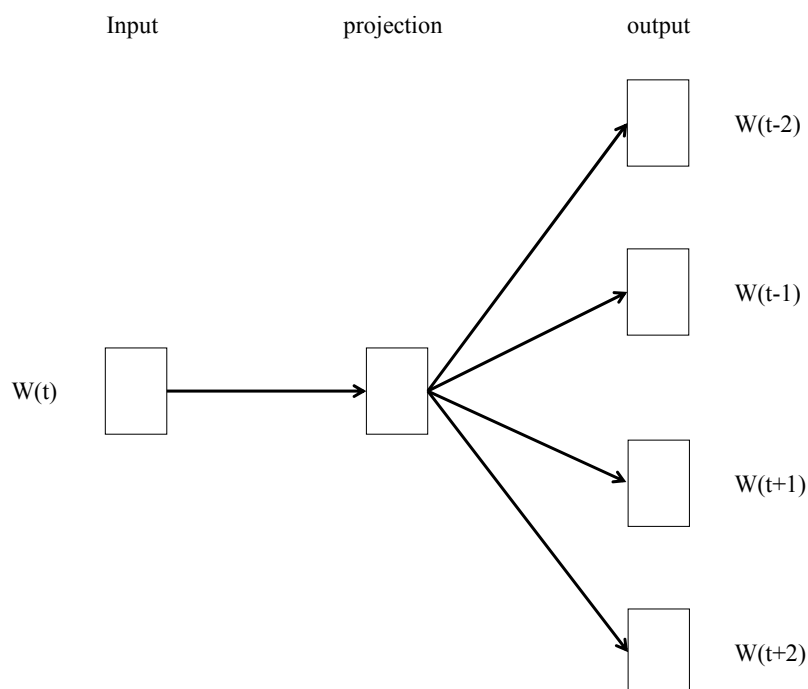 Input projection output
W(t-2)
W(t-1)
W(t)
W(t+1)
W(t+2)